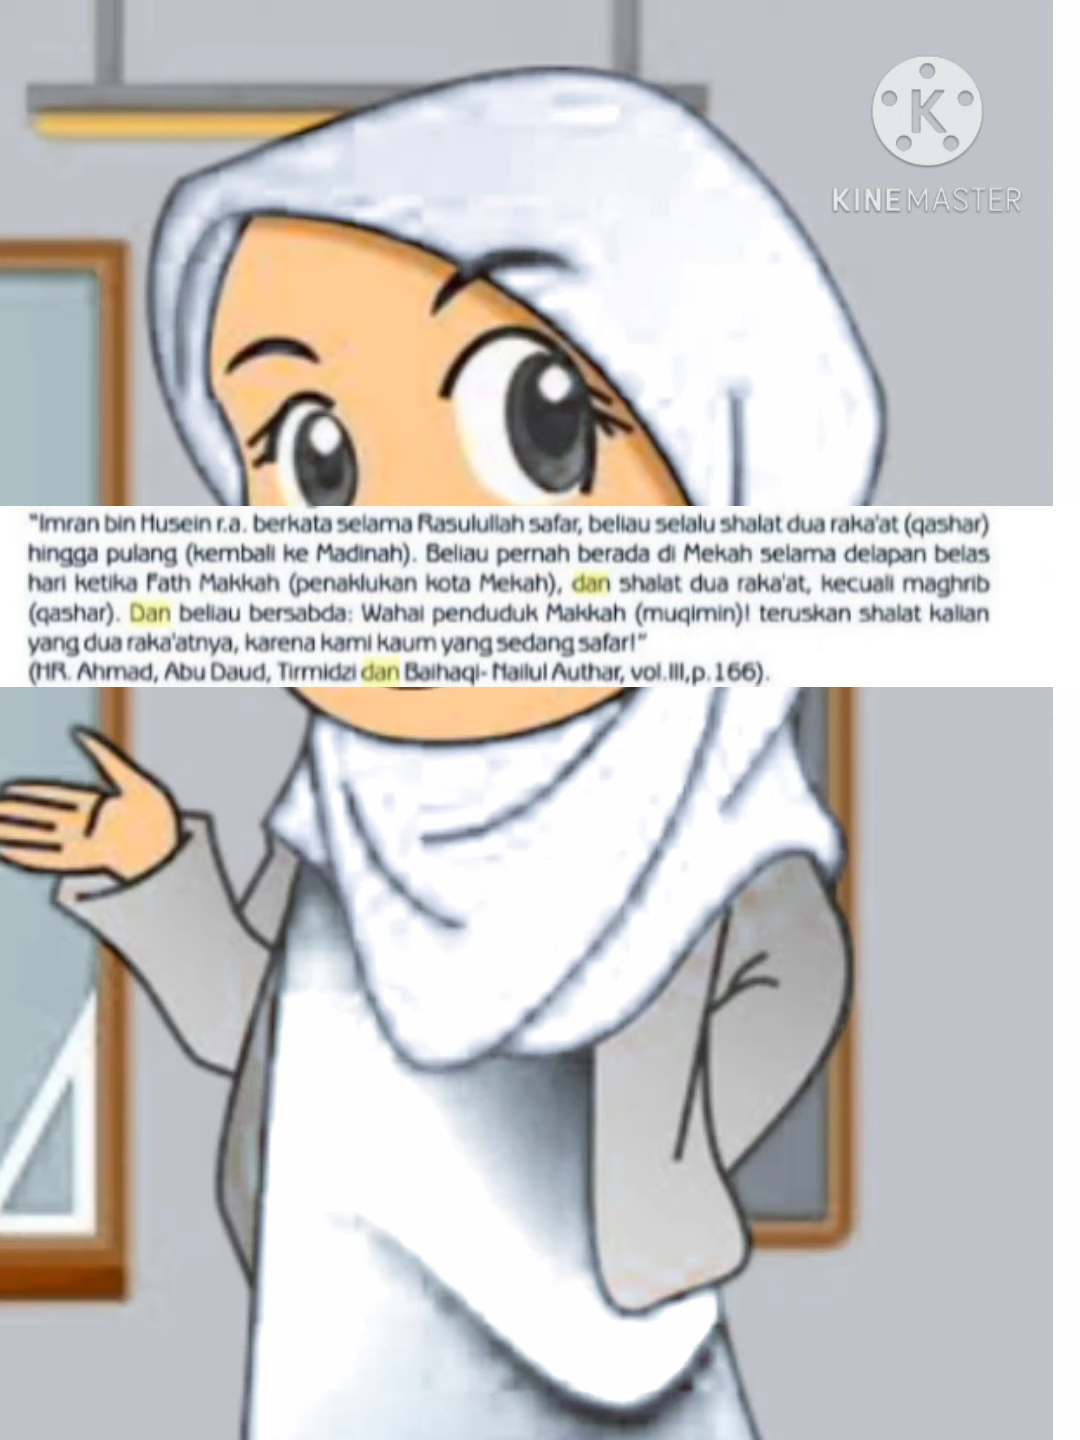 KINEMASTER
"Imran bin Husein r.a. berkata selama Rasulullah safar, beliau selalu shalat dua raka'at (qashar)
hingga pulang (kembali ke Madinah). Beliau pernah berada di Mekah selama delapan belas
hari ketika Fath Makkah (penaklukan kota Mekah), dan shalat dua raka'at, kecuali maghrib
(qashar). Dan beliau bersabda: Wahai penduduk Makkah (muqimin)! teruskan shalat kalian
yang dua raka'atnya, karena kami kaum yang sedang safar!"
(HR. Ahmad, Abu Daud, Tirmidzi dan Baihaqi- Nailul Authar, vol.III,p.166).